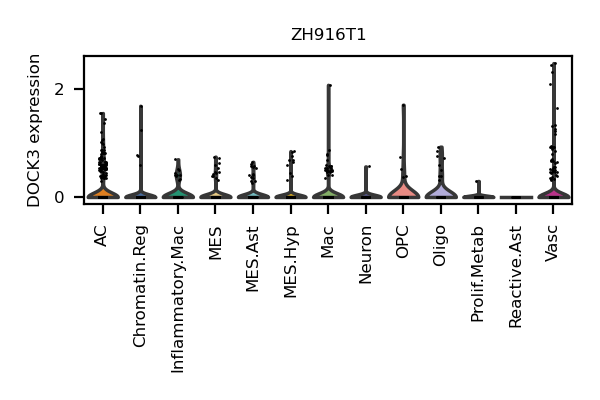 ZH916T1
DOCK3 expression
2
0
AC
Chromatin.Reg
Inflammatory.Mac
MES
MES.Ast
MES.Hyp
Mac
Neuron
OPC
Oligo
Prolif.Metab
Reactive.Ast
Vasc